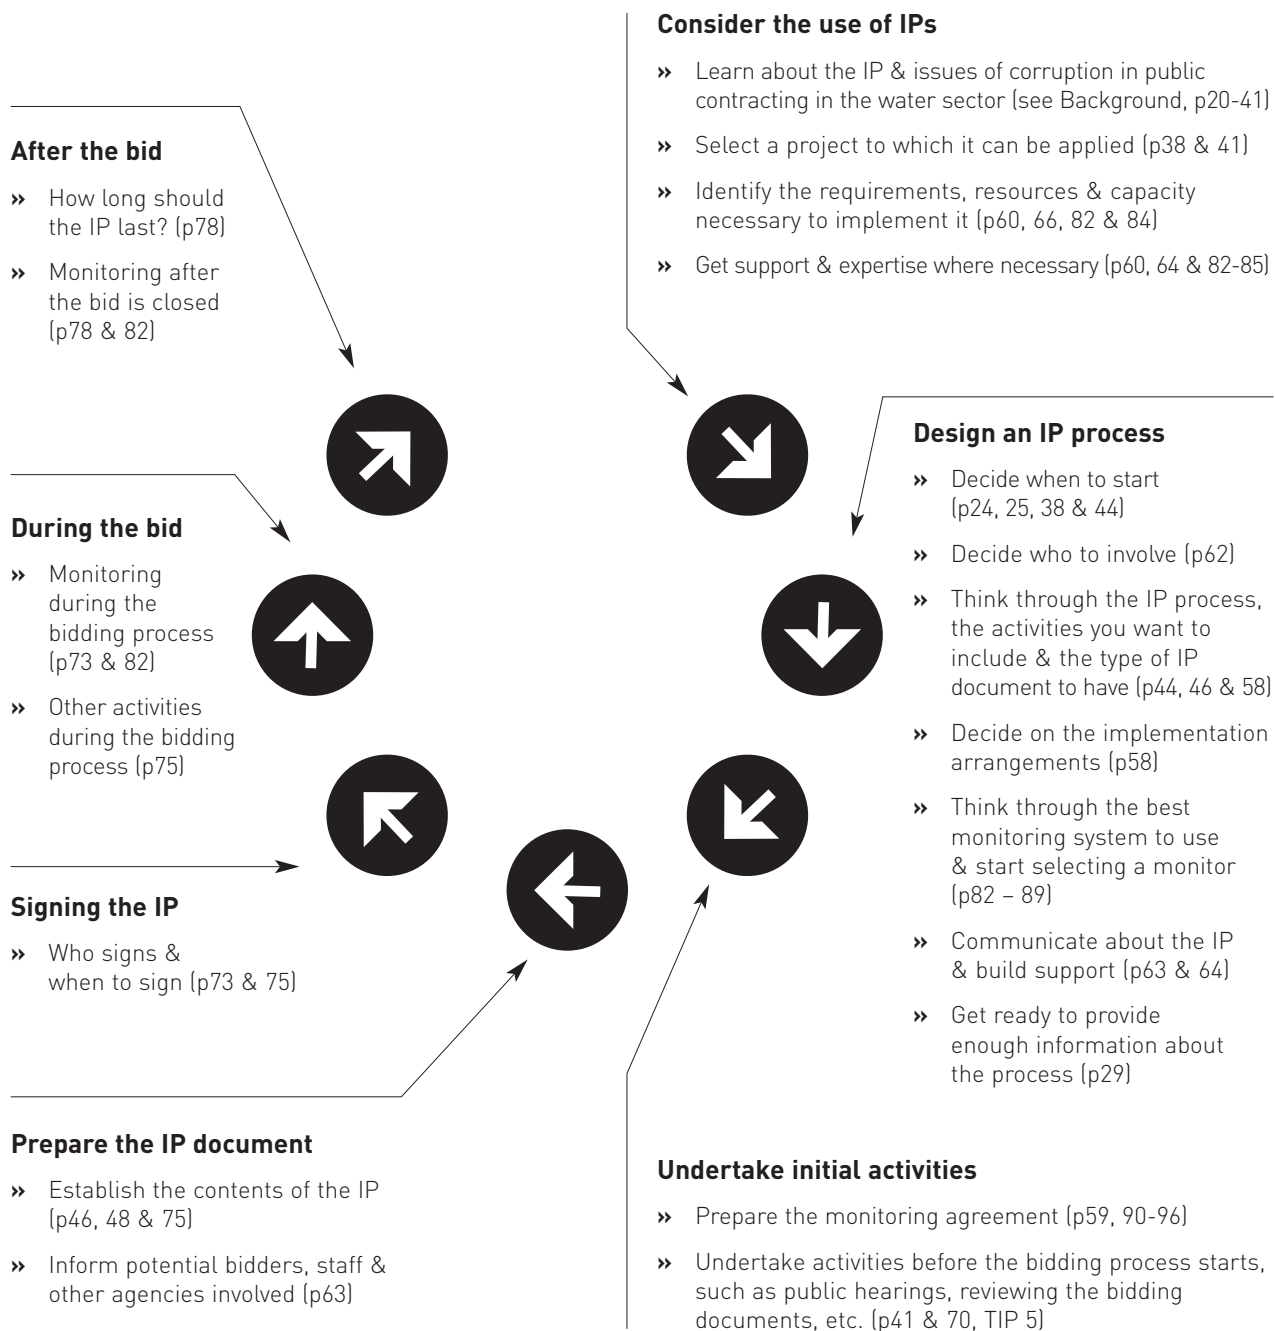 Consider the use of IPs
» Learn about the IP & issues of corruption in public
contracting in the water sector (see Background, p20-41)
» Select a project to which it can be applied (p38 & 41)
» Identify the requirements, resources & capacity
necessary to implement it (p60, 66, 82 & 84)
» Get support & expertise where necessary (p60, 64 & 82-85)
Design an IP process
» Decide when to start
(p24, 25, 38 & 44)
» Decide who to involve (p62)
» Think through the IP process,
the activities you want to
include & the type of IP
document to have (p44, 46 & 58)
» Decide on the implementation
arrangements (p58)
» Think through the best
monitoring system to use
& start selecting a monitor
(p82 – 89)
» Communicate about the IP
& build support (p63 & 64)
» Get ready to provide
enough information about
the process (p29)
Undertake initial activities
» Prepare the monitoring agreement (p59, 90-96)
» Undertake activities before the bidding process starts,
such as public hearings, reviewing the bidding
documents, etc. (p41 & 70, TIP 5)
Prepare the IP document
» Establish the contents of the IP
(p46, 48 & 75)
» Inform potential bidders, staff &
other agencies involved (p63)
Signing the IP
» Who signs &
when to sign (p73 & 75)
During the bid
» Monitoring
during the
bidding process
(p73 & 82)
» Other activities
during the bidding
process (p75)
After the bid
» How long should
the IP last? (p78)
» Monitoring after
the bid is closed
(p78 & 82)